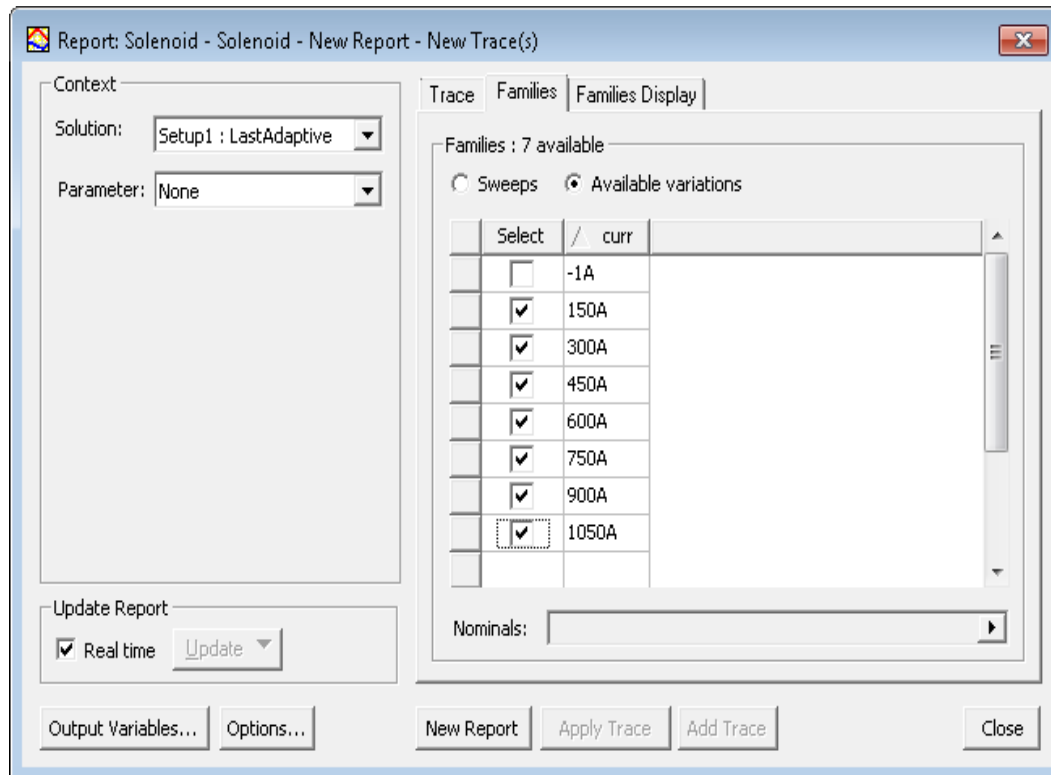 Report: Solenoid - Solenoid - New Report - New Trace(s)
Context
Solution: Setup1 : LastAdaptive
Parameter: None
Trace Families Families Display
Families : 7 available
Sweeps Available variations
Select curr
-1A
150A
300A
450A
600A
750A
900A
1050A
Nominals:
Update Report
Real time Update
Output Variables... Options... New Report Apply Trace Add Trace Close